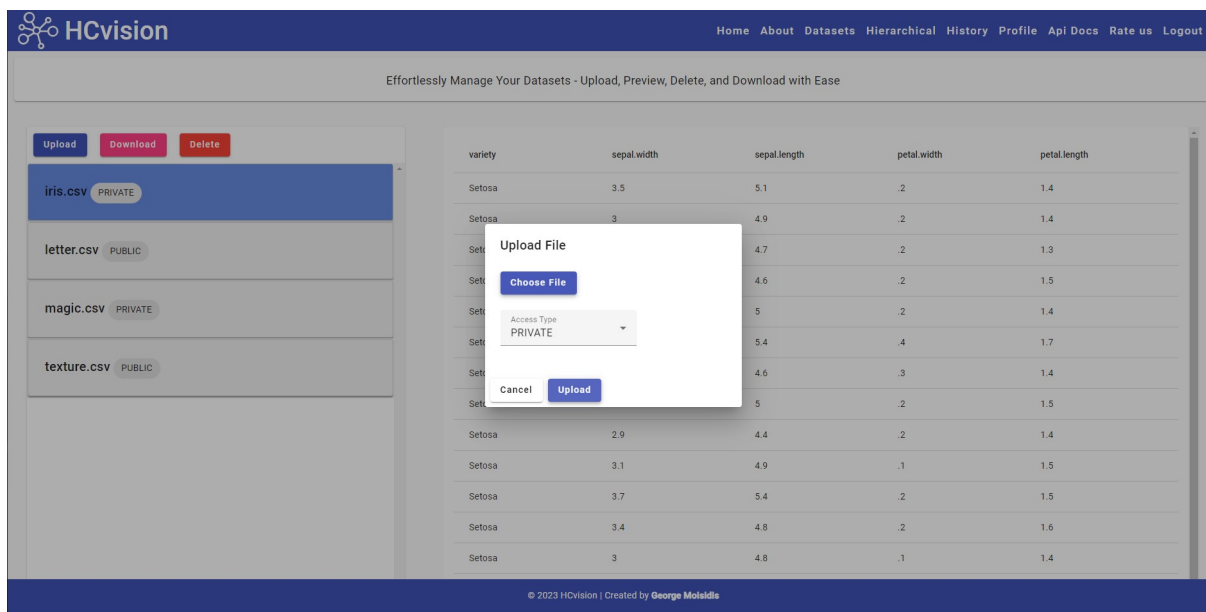 HCvision
Home About Datasets Hierarchical History Profile Api Docs Rate us Logout
Effortlessly Manage Your Datasets - Upload, Preview, Delete, and Download with Ease
Upload Download Delete
iris.csv PRIVATE
letter.csv PUBLIC
magic.csv PRIVATE
texture.csv PUBLIC
variety sepal.width sepal.length petal.width petal.length
Setosa 3.5 5.1 .2 1.4
Setosa 3 4.9 .2 1.4
4.7 .2 1.3
4.6 .2 1.5
5 .2 1.4
5.4 .4 1.7
4.6 .3 1.4
5 .2 1.5
Setosa 2.9 4.4 .2 1.4
Setosa 3.1 4.9 .1 1.5
Setosa 3.7 5.4 .2 1.5
Setosa 3.4 4.8 .2 1.6
Setosa 3 4.8 .1 1.4
Upload File
Choose File
Access Type
PRIVATE
Cancel Upload
© 2023 HCvision | Created by George Moisidis